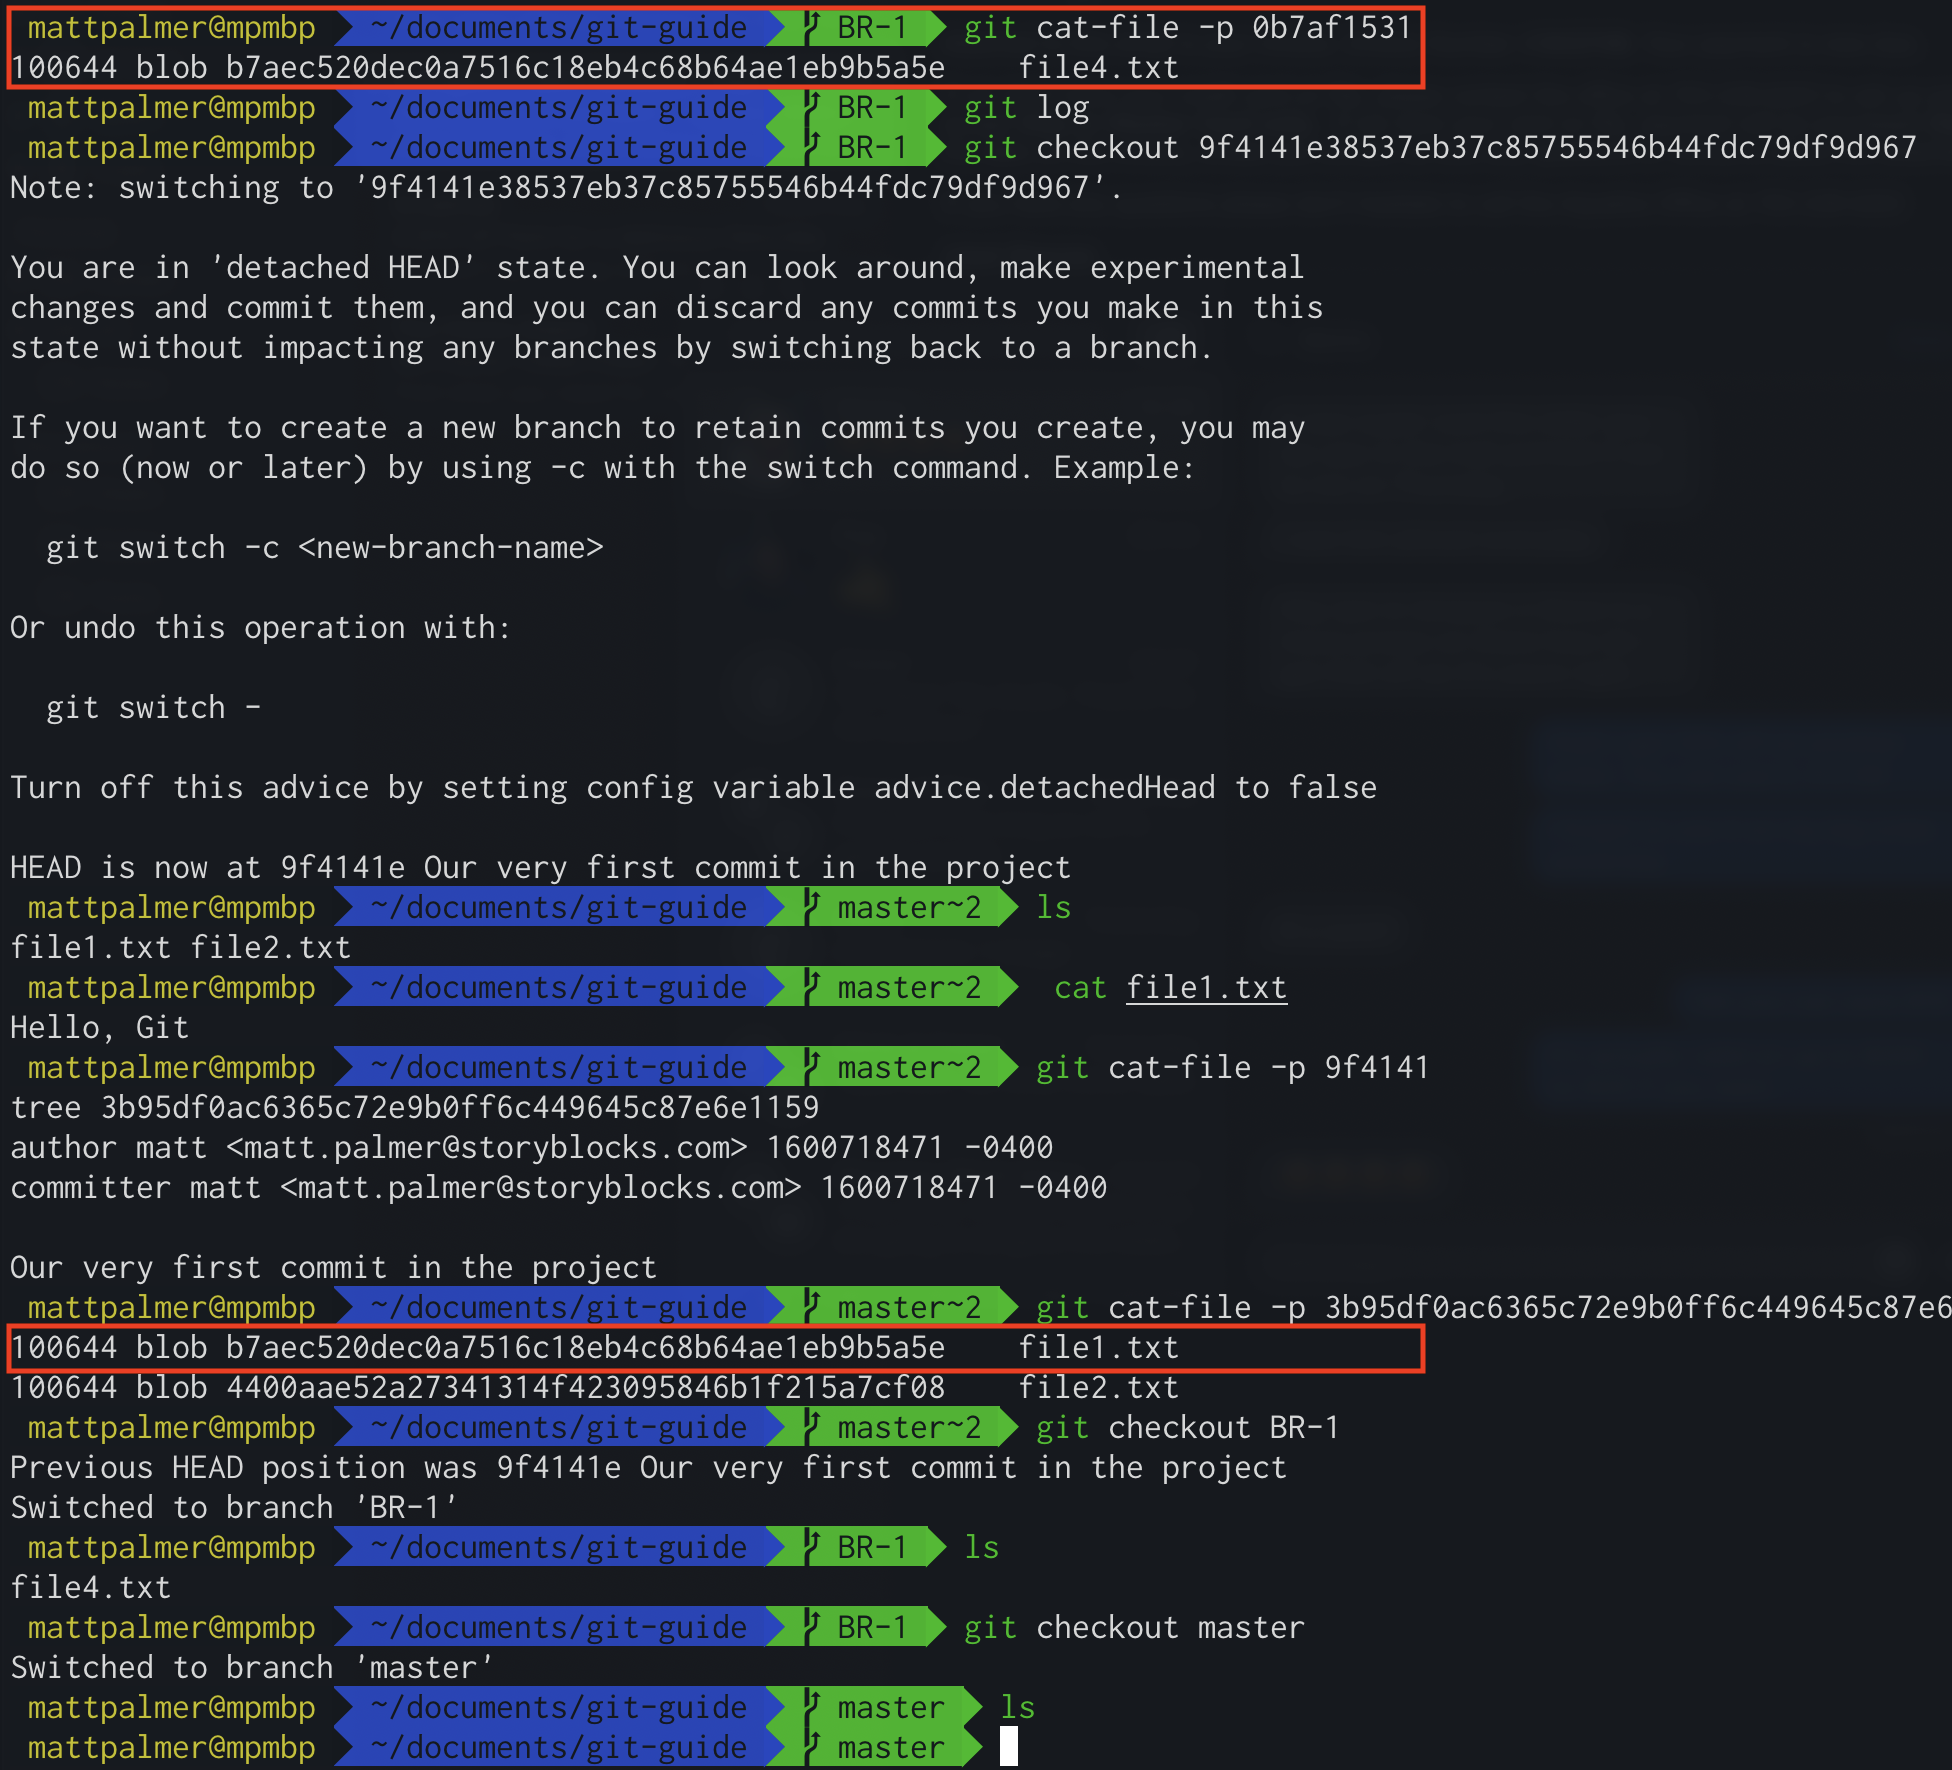 mattpalmer@mpmbp ~/documents/git-guide BR-1 git cat-file -p 0b7af1531
100644 blob b7aec520dec0a7516c18eb4c68b64ae1eb9b5a5e    file4.txt
mattpalmer@mpmbp ~/documents/git-guide BR-1 git log
mattpalmer@mpmbp ~/documents/git-guide BR-1 git checkout 9f4141e38537eb37c85755546b44fdc79df9d967
Note: switching to '9f4141e38537eb37c85755546b44fdc79df9d967'.
You are in 'detached HEAD' state. You can look around, make experimental
changes and commit them, and you can discard any commits you make in this
state without impacting any branches by switching back to a branch.
If you want to create a new branch to retain commits you create, you may
do so (now or later) by using -c with the switch command. Example:
git switch -c <new-branch-name>
Or undo this operation with:
git switch -
Turn off this advice by setting config variable advice.detachedHead to false
HEAD is now at 9f4141e Our very first commit in the project
mattpalmer@mpmbp ~/documents/git-guide master~2 ls
file1.txt file2.txt
mattpalmer@mpmbp ~/documents/git-guide master~2 cat file1.txt
Hello, Git
mattpalmer@mpmbp ~/documents/git-guide master~2 git cat-file -p 9f4141
tree 3b95df0ac6365c72e9b0ff6c449645c87e6e1159
author matt <matt.palmer@storyblocks.com> 1600718471 -0400
committer matt <matt.palmer@storyblocks.com> 1600718471 -0400
Our very first commit in the project
mattpalmer@mpmbp ~/documents/git-guide master~2 git cat-file -p 3b95df0ac6365c72e9b0ff6c449645c87e6
100644 blob b7aec520dec0a7516c18eb4c68b64ae1eb9b5a5e    file1.txt
100644 blob 4400aae52a27341314f423095846b1f215a7cf08    file2.txt
mattpalmer@mpmbp ~/documents/git-guide master~2 git checkout BR-1
Previous HEAD position was 9f4141e Our very first commit in the project
Switched to branch 'BR-1'
mattpalmer@mpmbp ~/documents/git-guide BR-1 ls
file4.txt
mattpalmer@mpmbp ~/documents/git-guide BR-1 git checkout master
Switched to branch 'master'
mattpalmer@mpmbp ~/documents/git-guide master ls
mattpalmer@mpmbp ~/documents/git-guide master